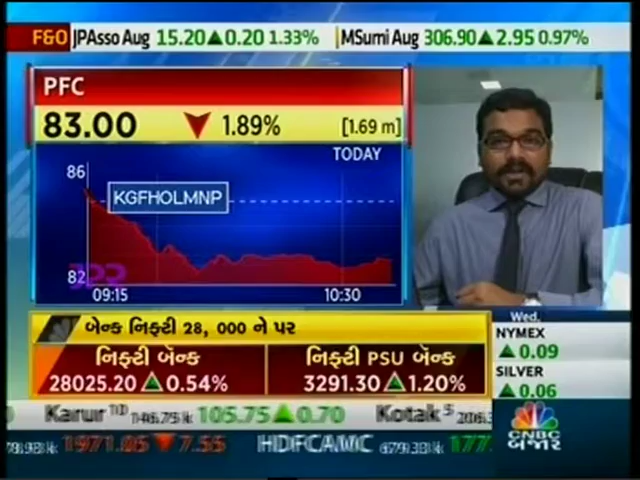 F&O JPAsso Aug 15.20 ▲ 0.20 1.33% MSumi Aug 306.90 ▲ 2.95 0.97%
PFC
83.00 ▼ 1.89% [1.69 m]
TODAY
86
KGFHOLMNP
82
09:15 10:30
બેન્ક નિફ્ટી 28, 000 ને પર
નિફ્ટી બૅન્ક
28025.20 ▲ 0.54%
નિફ્ટી PSU બૅન્ક
3291.30 ▲ 1.20%
Wed.
NYMEX
▲ 0.09
SILVER
▲ 0.06
Karur 105.75 ▲ 0.70 Kotak
1971.85 ▼ 7.55 HDFCAMC
CNBC
બજાર